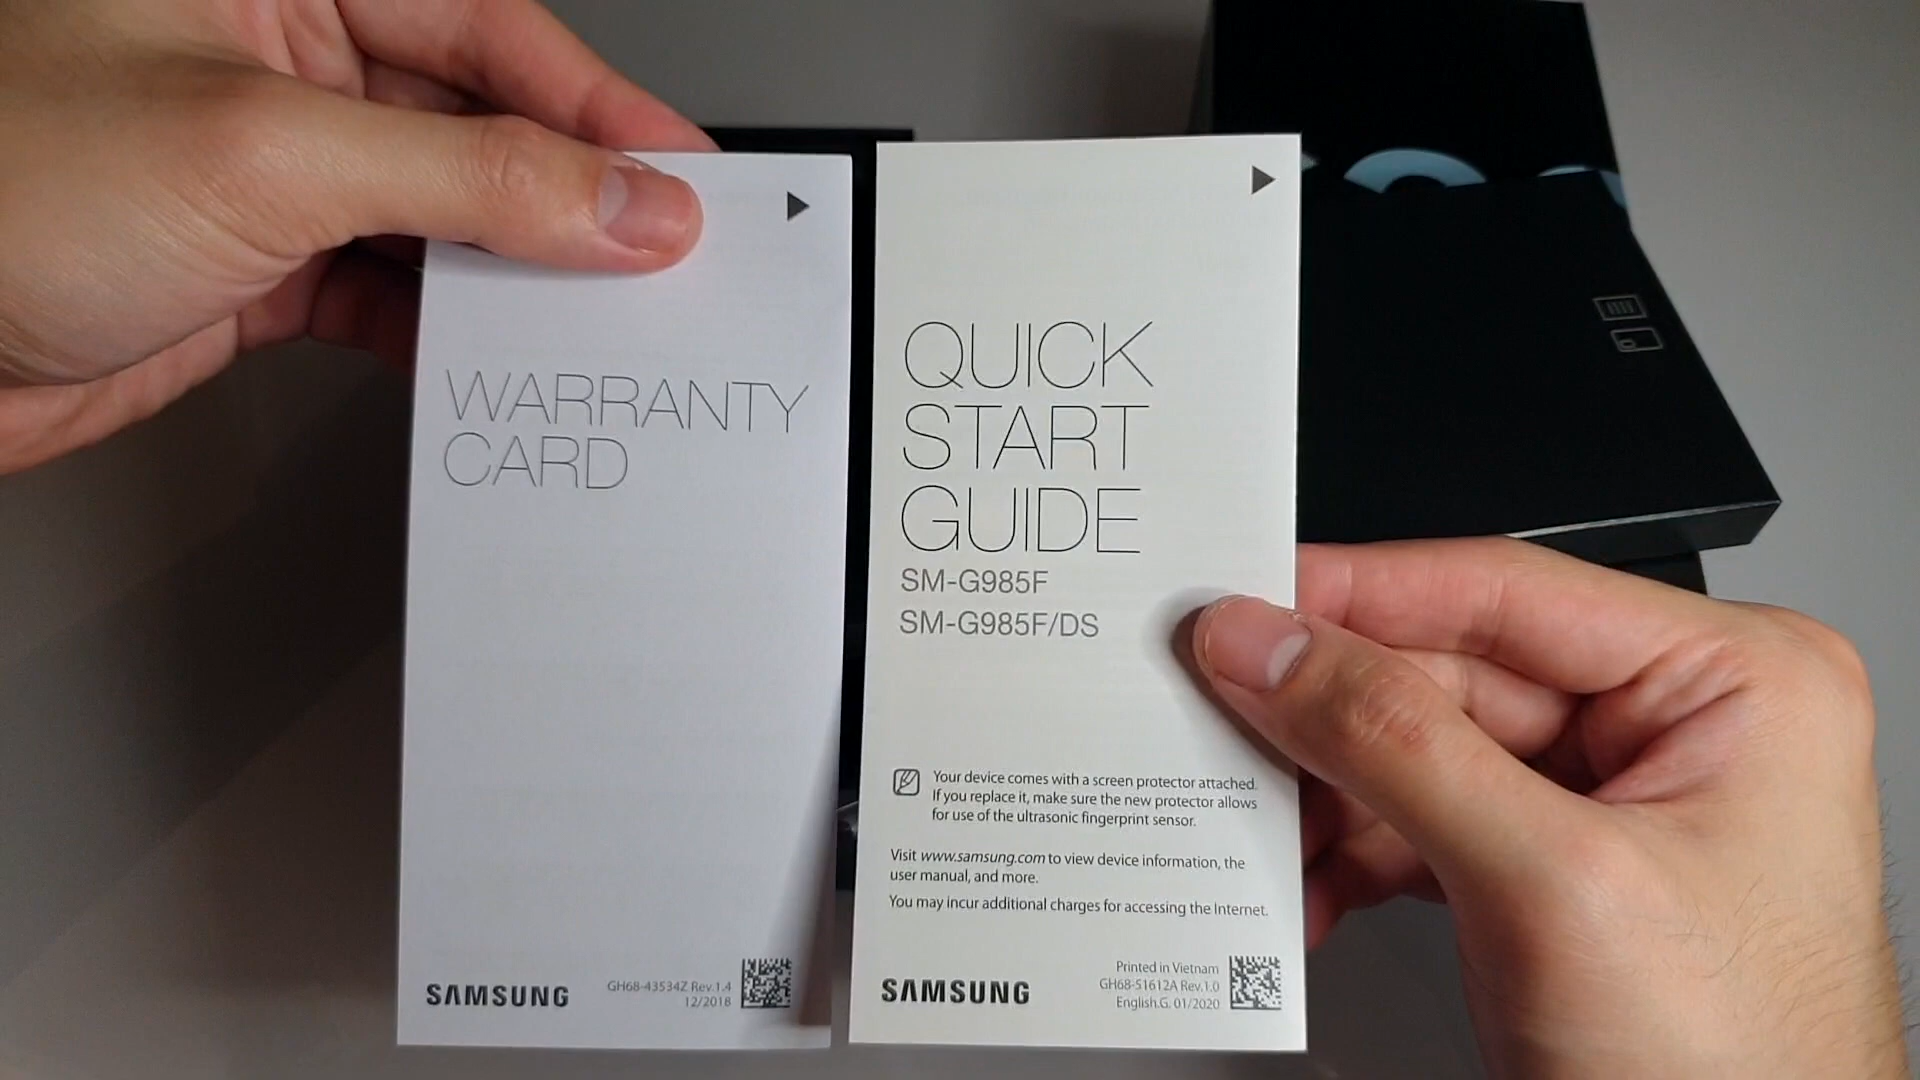 WARRANTY
CARD
SAMSUNG
GH68-43534Z Rev.1.4
12/2018
QUICK
START
GUIDE
SM-G985F
SM-G985F/DS
Your device comes with a screen protector attached.
If you replace it, make sure the new protector allows
for use of the ultrasonic fingerprint sensor.
Visit www.samsung.com to view device information, the
user manual, and more.
You may incur additional charges for accessing the Internet.
SAMSUNG
Printed in Vietnam
GH68-51612A Rev.1.0
English.G. 01/2020